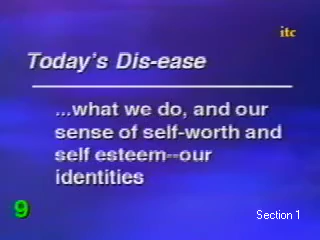 itc
Today's Dis-ease
...what we do, and our
sense of self-worth and
self esteem--our
identities
9
Section 1